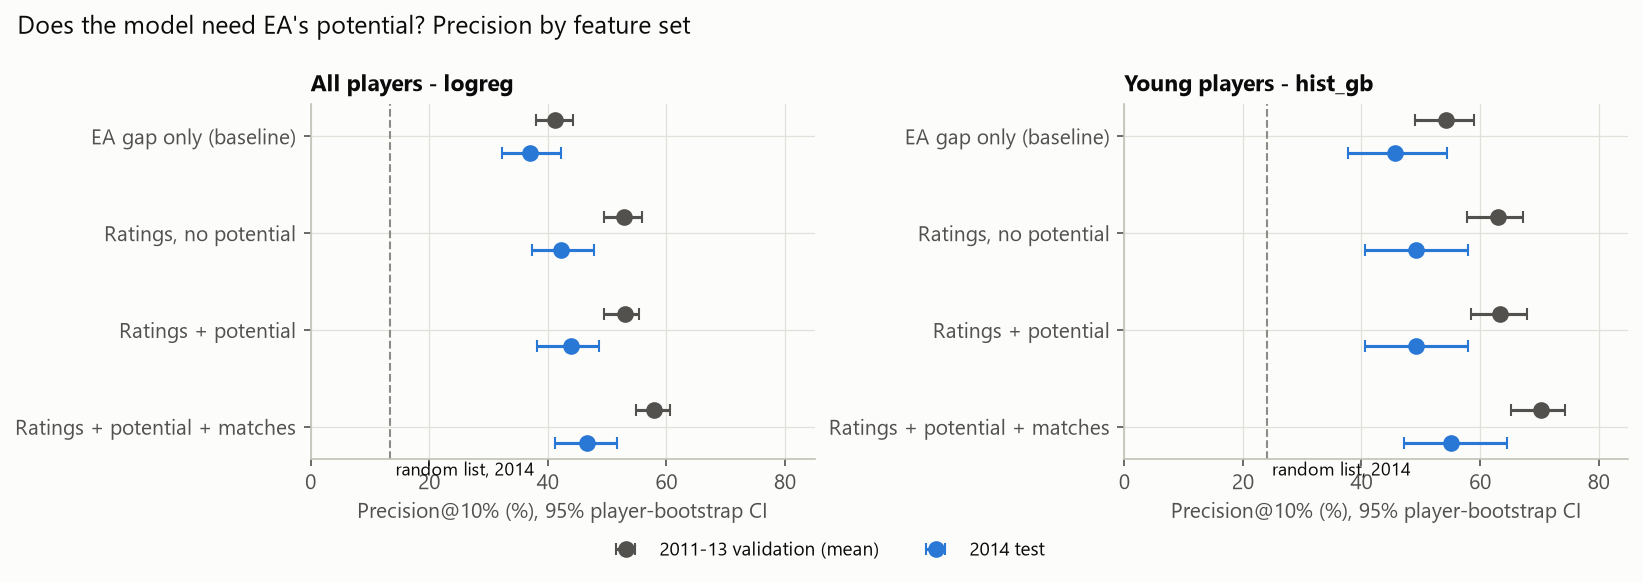 Does the model need EA's potential? Precision by feature set
All players - logreg
EA gap only (baseline)
Ratings, no potential
Ratings + potential
Ratings + potential + matches
random list, 2014
0 20 40 60 80
Precision@10% (%), 95% player-bootstrap CI
Young players - hist_gb
EA gap only (baseline)
Ratings, no potential
Ratings + potential
Ratings + potential + matches
random list, 2014
0 20 40 60 80
Precision@10% (%), 95% player-bootstrap CI
2011-13 validation (mean) 2014 test